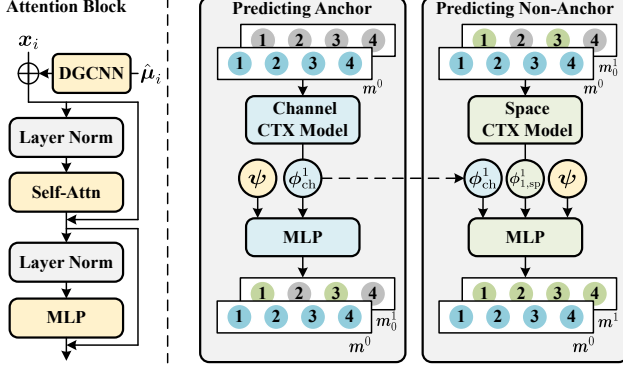 Attention Block
x_i
DGCNN
μ̂_i
Layer Norm
Self-Attn
Layer Norm
MLP
Predicting Anchor
1 2 3 4
1 2 3 4
m^0
Channel
CTX Model
ψ
ϕ^1_ch
MLP
1 2 3 4
1 2 3 4
m^1_0
m^0
Predicting Non-Anchor
1 2 3 4
1 2 3 4
m^1_0
m^0
Space
CTX Model
ϕ^1_ch
ϕ^1_1,sp
ψ
MLP
1 2 3 4
1 2 3 4
m^1
m^0